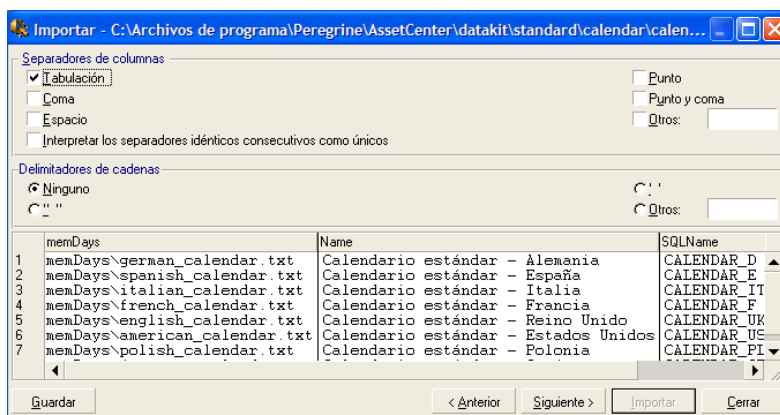 Importar - C:\Archivos de programa\Peregrine\AssetCenter\datakit\standard\calendar\calen...
Separadores de columnas
Tabulación
Punto
Coma
Punto y coma
Espacio
Otros:
Interpretar los separadores idénticos consecutivos como únicos
Delimitadores de cadenas
Ninguno
' '
" "
Otros:
memDays Name SQLName
1 memDays\german_calendar.txt Calendario estándar - Alemania CALENDAR_D
2 memDays\spanish_calendar.txt Calendario estándar - España CALENDAR_E
3 memDays\italian_calendar.txt Calendario estándar - Italia CALENDAR_IT
4 memDays\french_calendar.txt Calendario estándar - Francia CALENDAR_F
5 memDays\english_calendar.txt Calendario estándar - Reino Unido CALENDAR_UK
6 memDays\american_calendar.txt Calendario estándar - Estados Unidos CALENDAR_US
7 memDays\polish_calendar.txt Calendario estándar - Polonia CALENDAR_PL
Guardar < Anterior Siguiente > Importar Cerrar